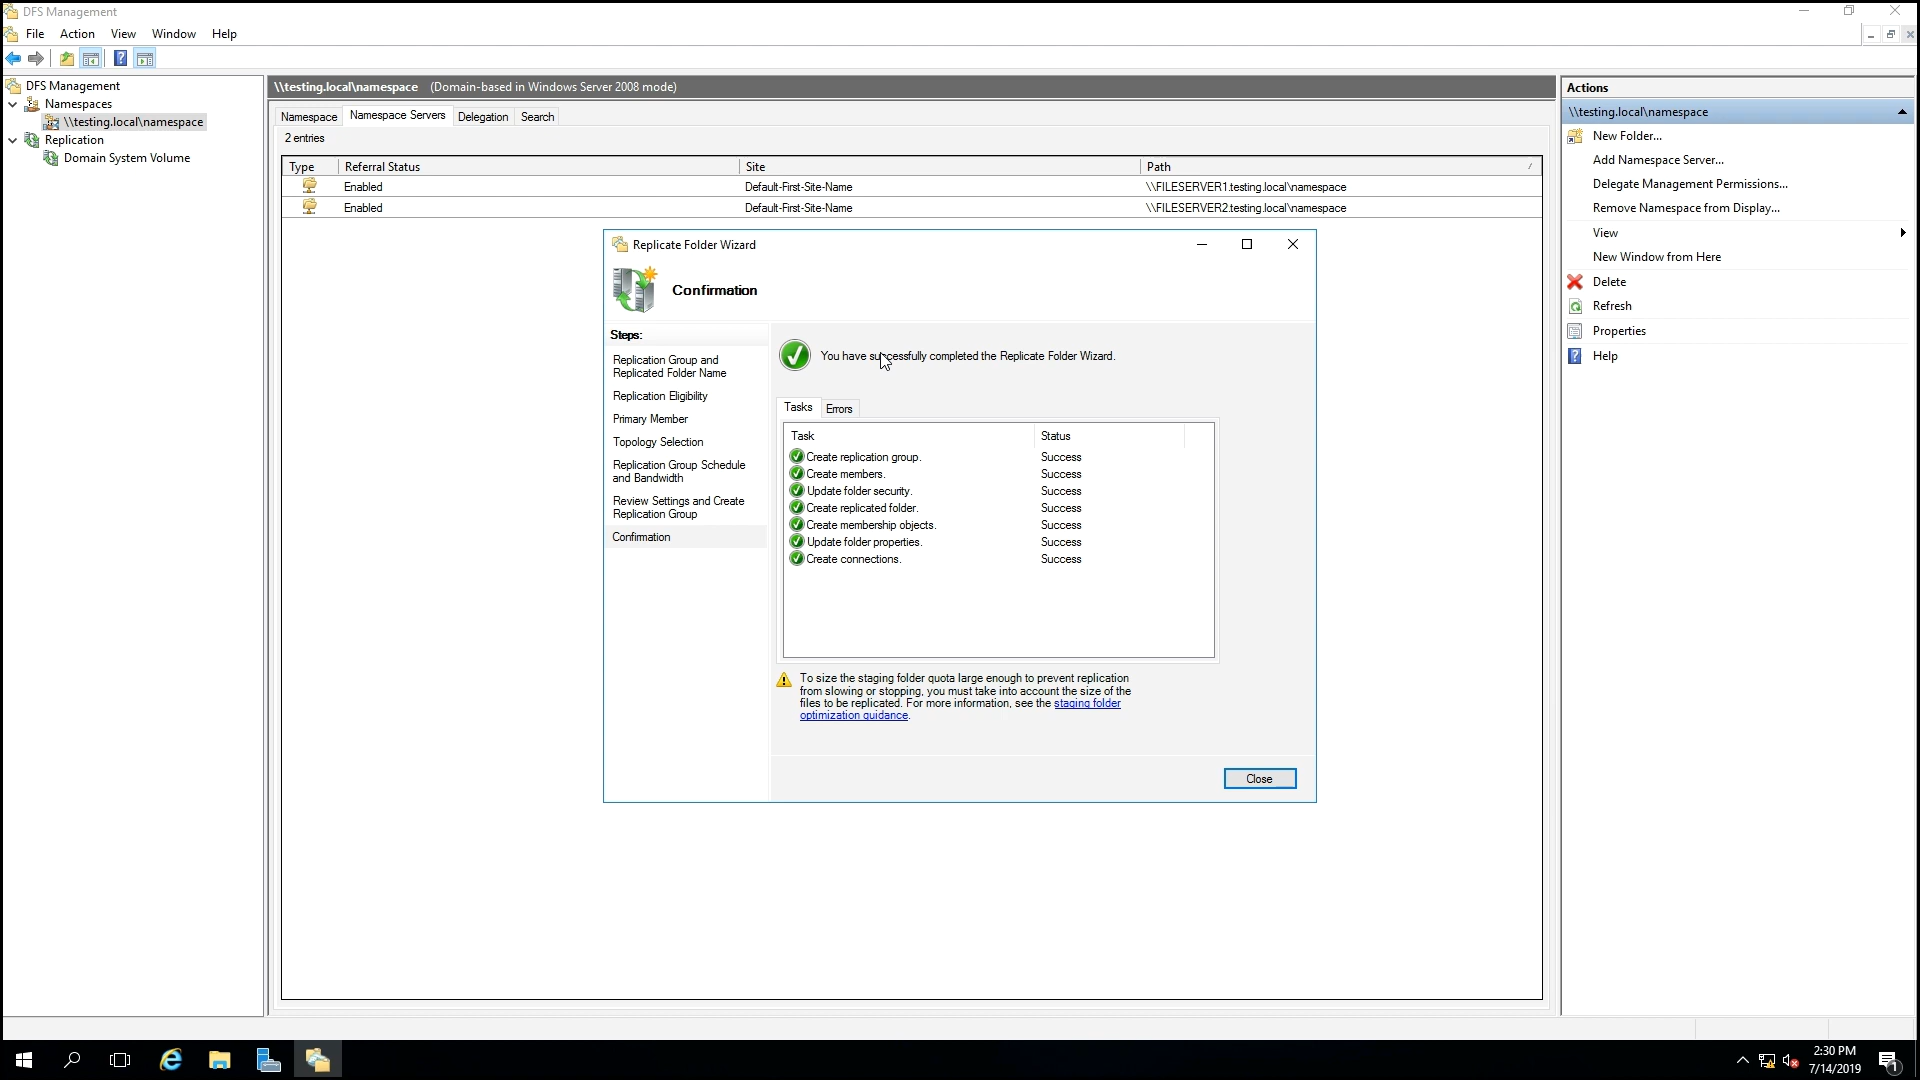 DFS Management
File Action View Window Help
DFS Management
Namespaces
\\testing.local\namespace
Replication
Domain System Volume
\\testing.local\namespace (Domain-based in Windows Server 2008 mode)
Namespace Namespace Servers Delegation Search
2 entries
Type Referral Status Site Path
Enabled Default-First-Site-Name \\FILESERVER1.testing.local\namespace
Enabled Default-First-Site-Name \\FILESERVER2.testing.local\namespace
Replicate Folder Wizard
Confirmation
Steps:
Replication Group and
Replicated Folder Name
Replication Eligibility
Primary Member
Topology Selection
Replication Group Schedule
and Bandwidth
Review Settings and Create
Replication Group
Confirmation
You have successfully completed the Replicate Folder Wizard.
Tasks Errors
Task Status
Create replication group. Success
Create members. Success
Update folder security. Success
Create replicated folder. Success
Create membership objects. Success
Update folder properties. Success
Create connections. Success
To size the staging folder quota large enough to prevent replication
from slowing or stopping, you must take into account the size of the
files to be replicated. For more information, see the staging folder
optimization guidance.
Close
Actions
\\testing.local\namespace
New Folder...
Add Namespace Server...
Delegate Management Permissions...
Remove Namespace from Display...
View
New Window from Here
Delete
Refresh
Properties
Help
2:30 PM
7/14/2019
1